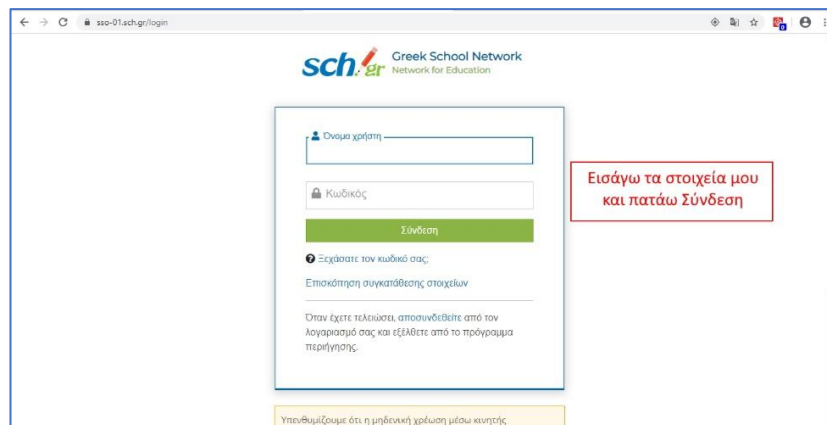 sso-01.sch.gr/login
sch.gr
Greek School Network
Network for Education
Όνομα χρήστη
Κωδικός
Σύνδεση
Ξεχάσατε τον κωδικό σας;
Επισκόπηση συγκατάθεσης στοιχείων
Όταν έχετε τελειώσει, αποσυνδεθείτε από τον
λογαριασμό σας και εξέλθετε από το πρόγραμμα
περιήγησης.
Εισάγω τα στοιχεία μου
και πατάω Σύνδεση
Υπενθυμίζουμε ότι η μηδενική χρέωση μέσω κινητής